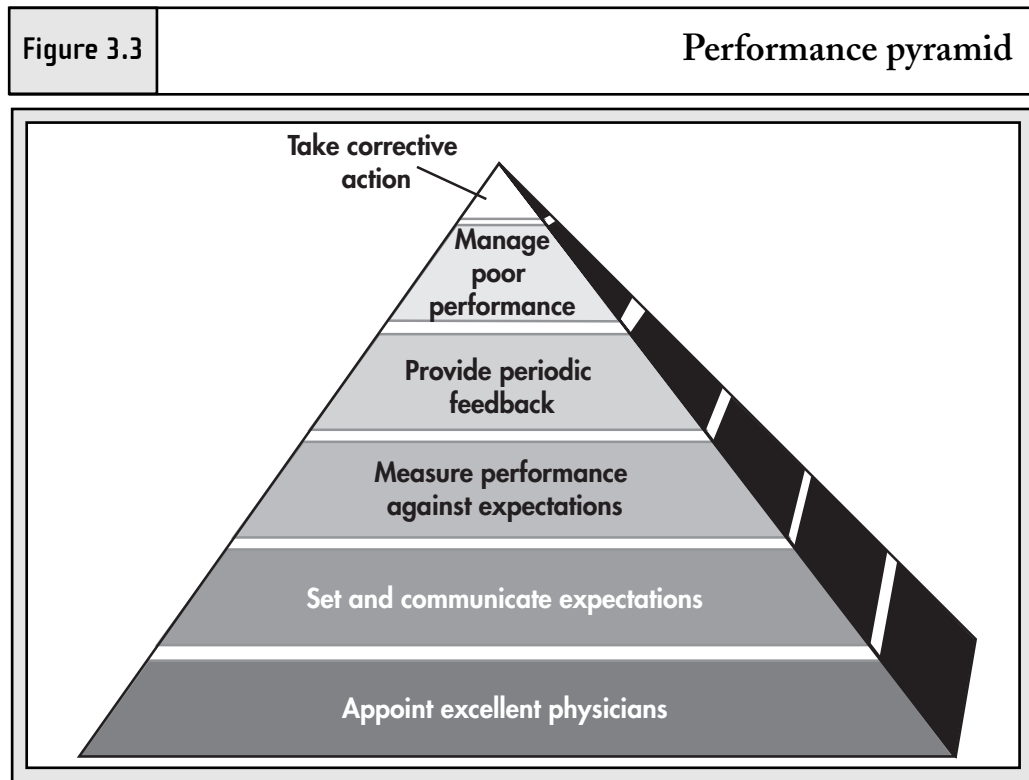 Figure 3.3
Performance pyramid
Take corrective
action
Manage
poor
performance
Provide periodic
feedback
Measure performance
against expectations
Set and communicate expectations
Appoint excellent physicians